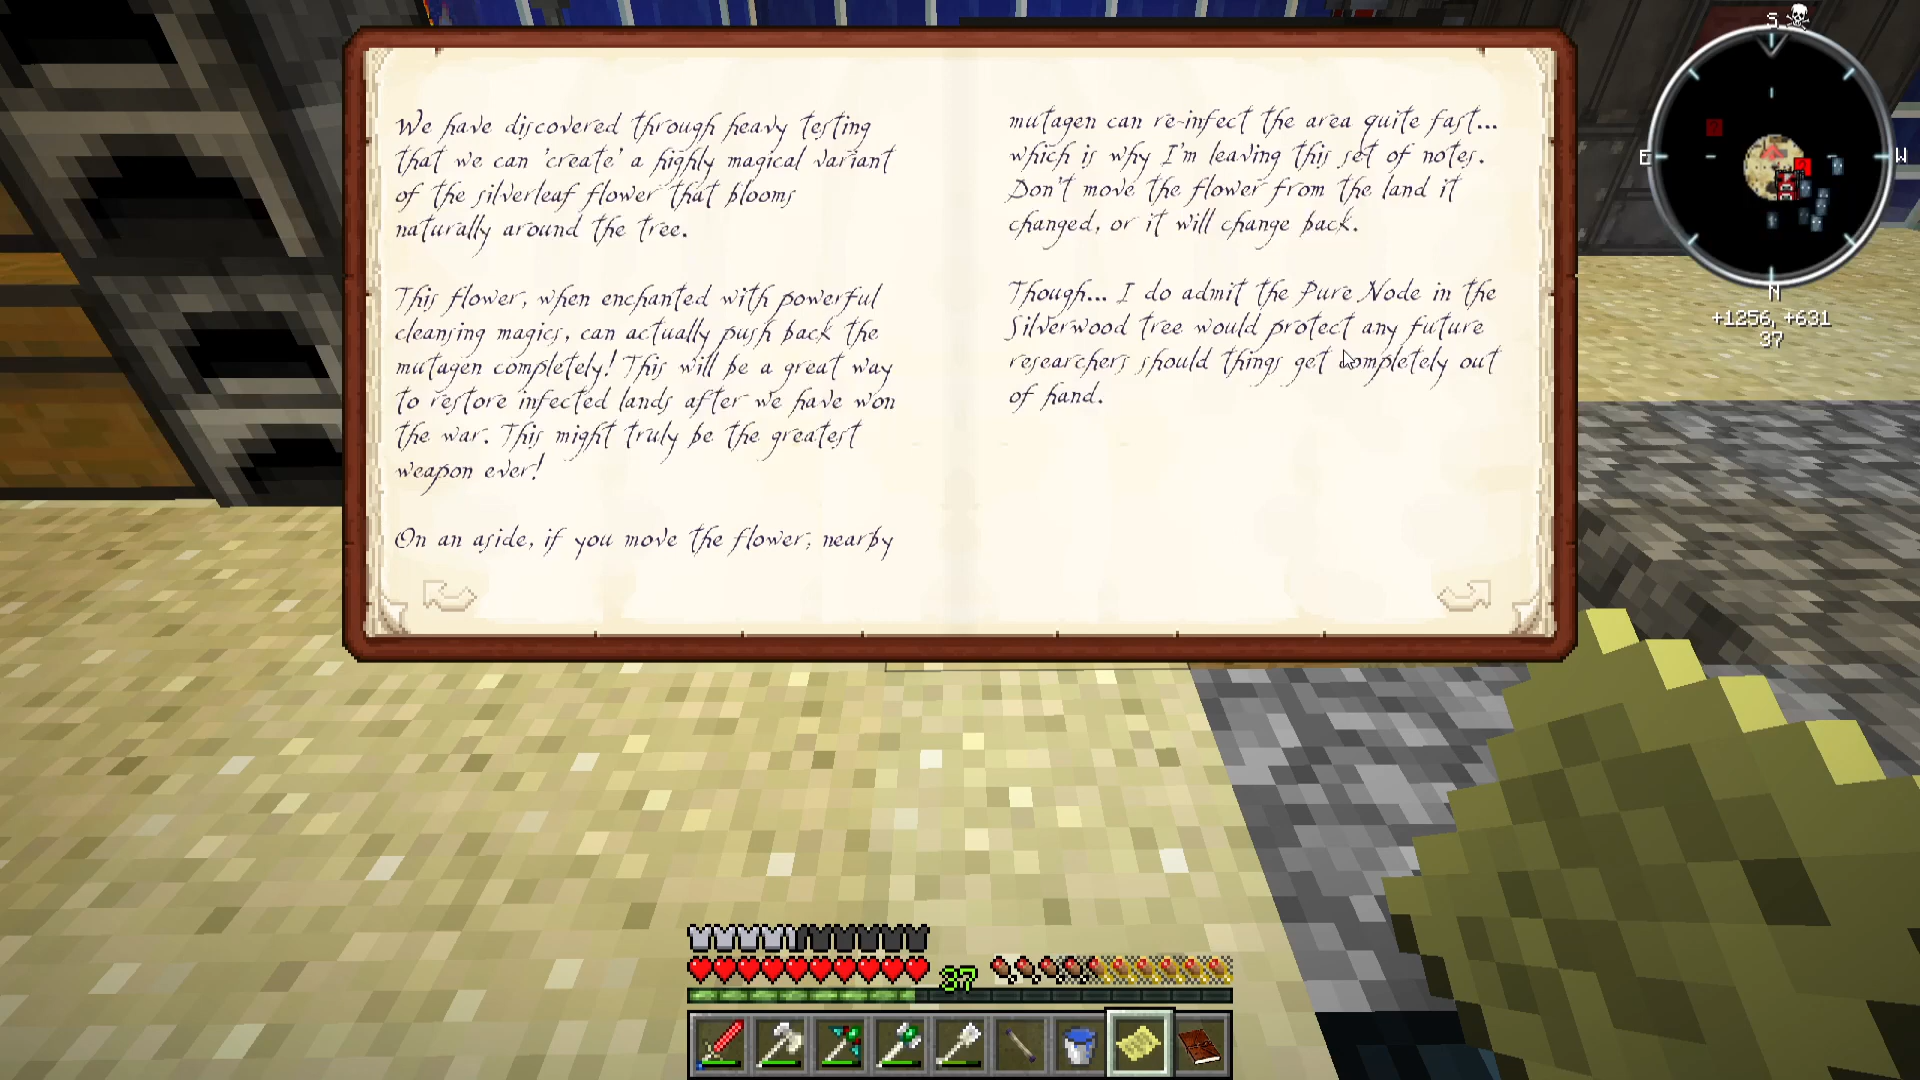 We have discovered through heavy testing
that we can 'create' a highly magical variant
of the silverleaf flower that blooms
naturally around the tree.
This flower, when enchanted with powerful
cleansing magics, can actually push back the
mutagen completely! This will be a great way
to restore infected lands after we have won
the war. This might truly be the greatest
weapon ever!
On an aside, if you move the flower, nearby
mutagen can re-infect the area quite fast...
which is why I'm leaving this set of notes.
Don't move the flower from the land it
changed, or it will change back.
Though... I do admit the Pure Node in the
Silverwood tree would protect any future
researchers should things get completely out
of hand.
S
E
W
N
+1256, +631
37
37